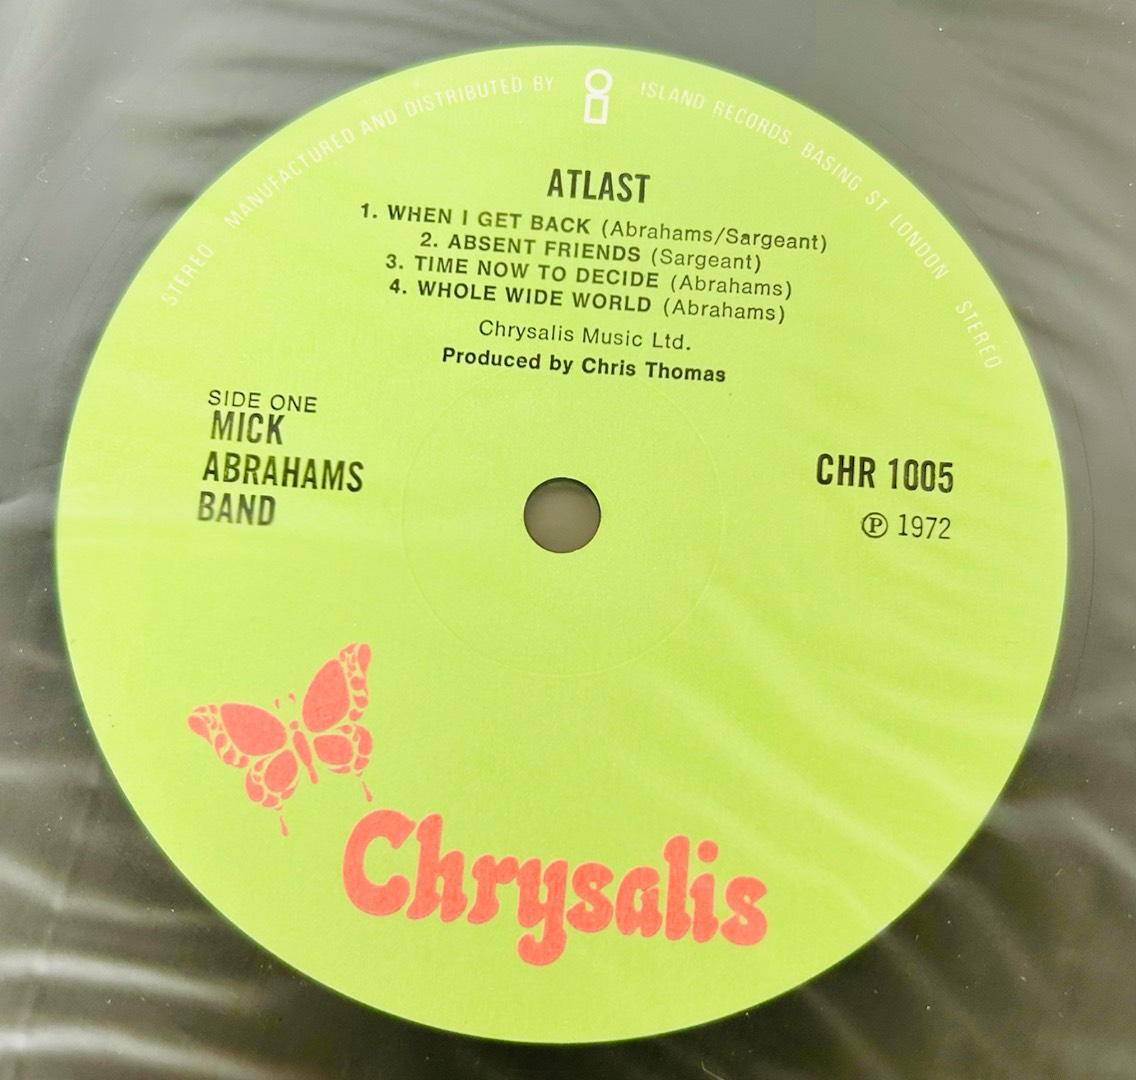 STEREO MANUFACTURED AND DISTRIBUTED BY ISLAND RECORDS, BASING ST LONDON STEREO
ATLAST
1. WHEN I GET BACK (Abrahams/Sargeant)
2. ABSENT FRIENDS (Sargeant)
3. TIME NOW TO DECIDE (Abrahams)
4. WHOLE WIDE WORLD (Abrahams)
Chrysalis Music Ltd.
Produced by Chris Thomas
SIDE ONE
MICK
ABRAHAMS
BAND
CHR 1005
℗ 1972
Chrysalis